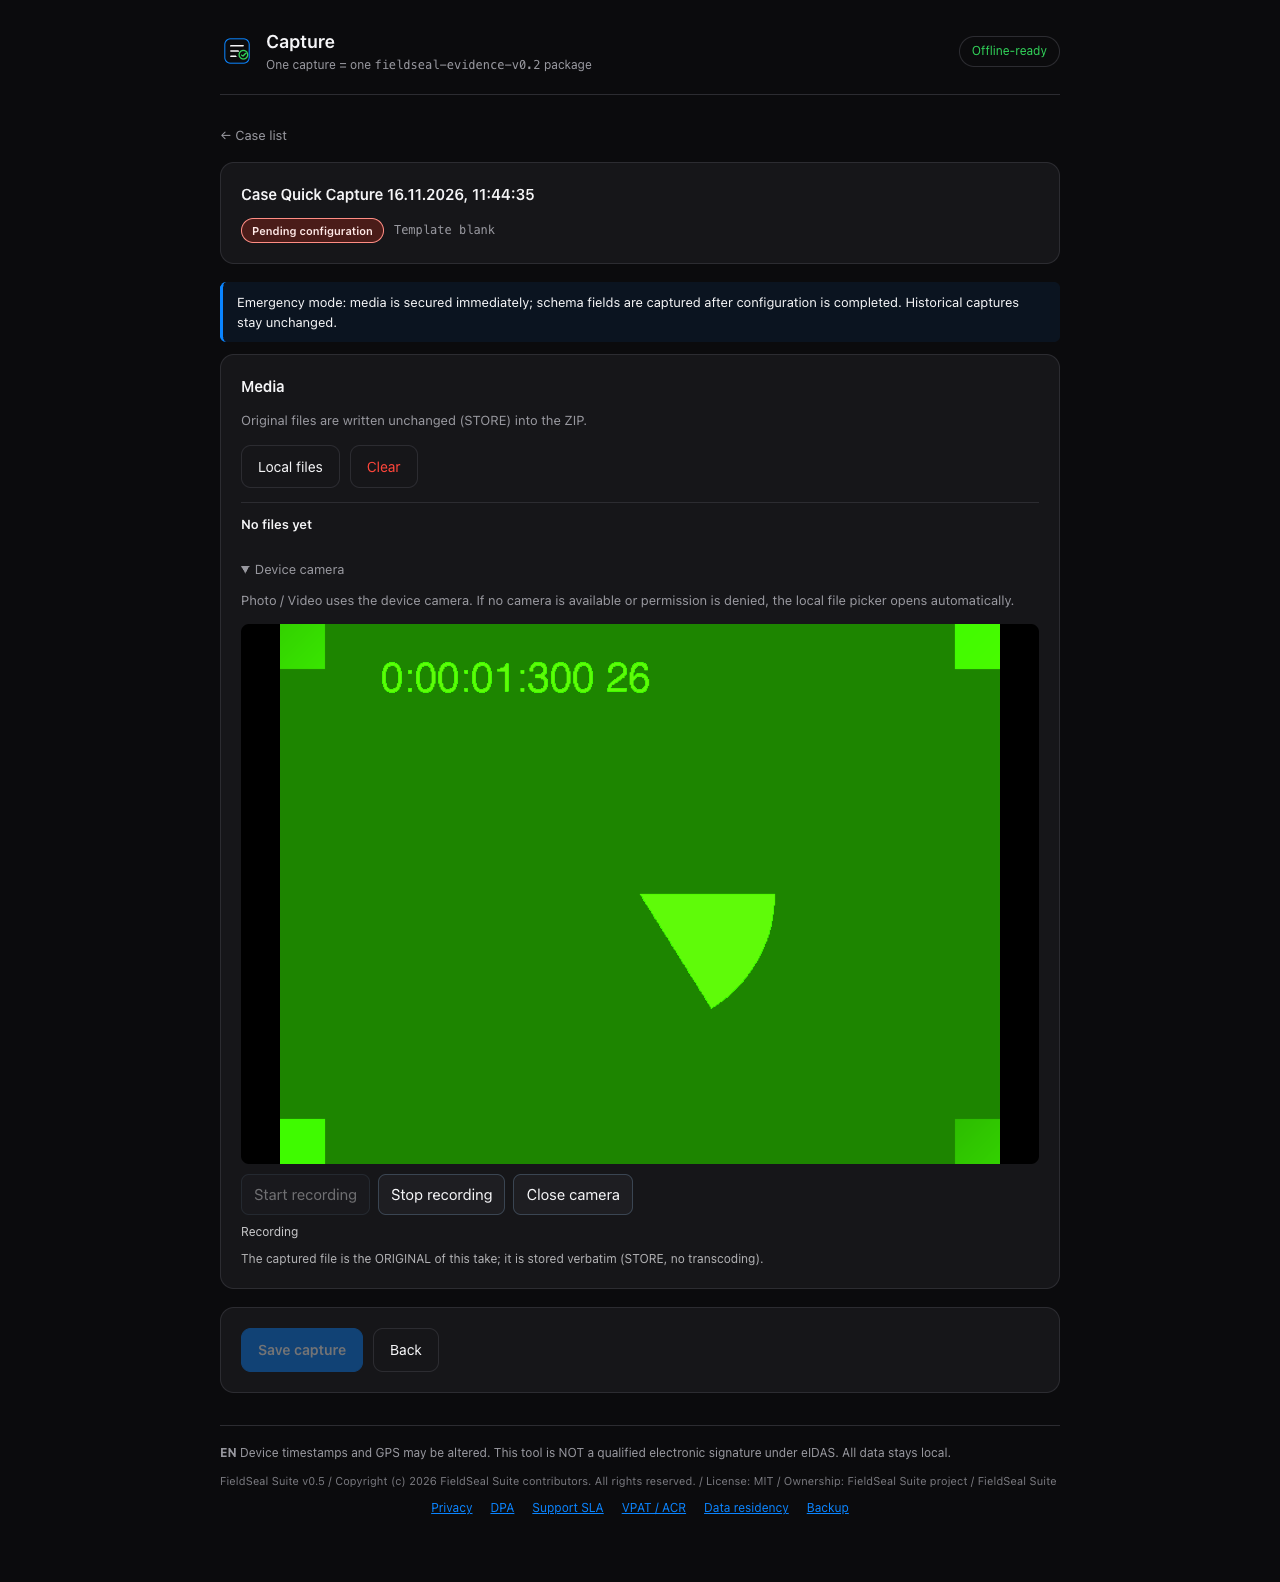 Capture
One capture = one fieldseal-evidence-v0.2 package
Offline-ready
← Case list
Case Quick Capture 16.11.2026, 11:44:35
Pending configuration
Template blank
Emergency mode: media is secured immediately; schema fields are captured after configuration is completed. Historical captures
stay unchanged.
Media
Original files are written unchanged (STORE) into the ZIP.
Local files
Clear
No files yet
▼ Device camera
Photo / Video uses the device camera. If no camera is available or permission is denied, the local file picker opens automatically.
0:00:01:300 26
Start recording
Stop recording
Close camera
Recording
The captured file is the ORIGINAL of this take; it is stored verbatim (STORE, no transcoding).
Save capture
Back
EN Device timestamps and GPS may be altered. This tool is NOT a qualified electronic signature under eIDAS. All data stays local.
FieldSeal Suite v0.5 / Copyright (c) 2026 FieldSeal Suite contributors. All rights reserved. / License: MIT / Ownership: FieldSeal Suite project / FieldSeal Suite
Privacy DPA Support SLA VPAT / ACR Data residency Backup